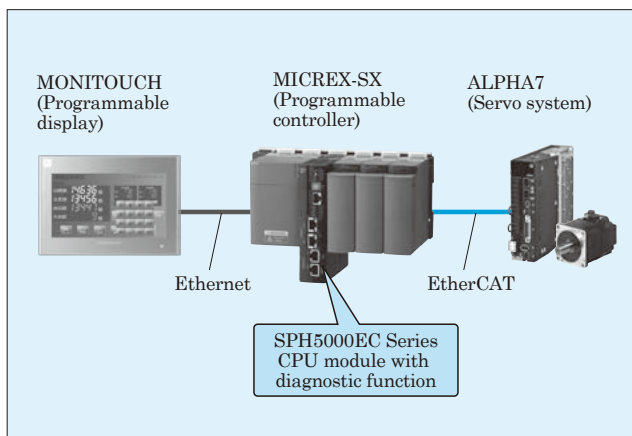 MONITOUCH
(Programmable
display)
MICREX-SX
(Programmable
controller)
ALPHA7
(Servo system)
Ethernet
EtherCAT
SPH5000EC Series
CPU module with
diagnostic function